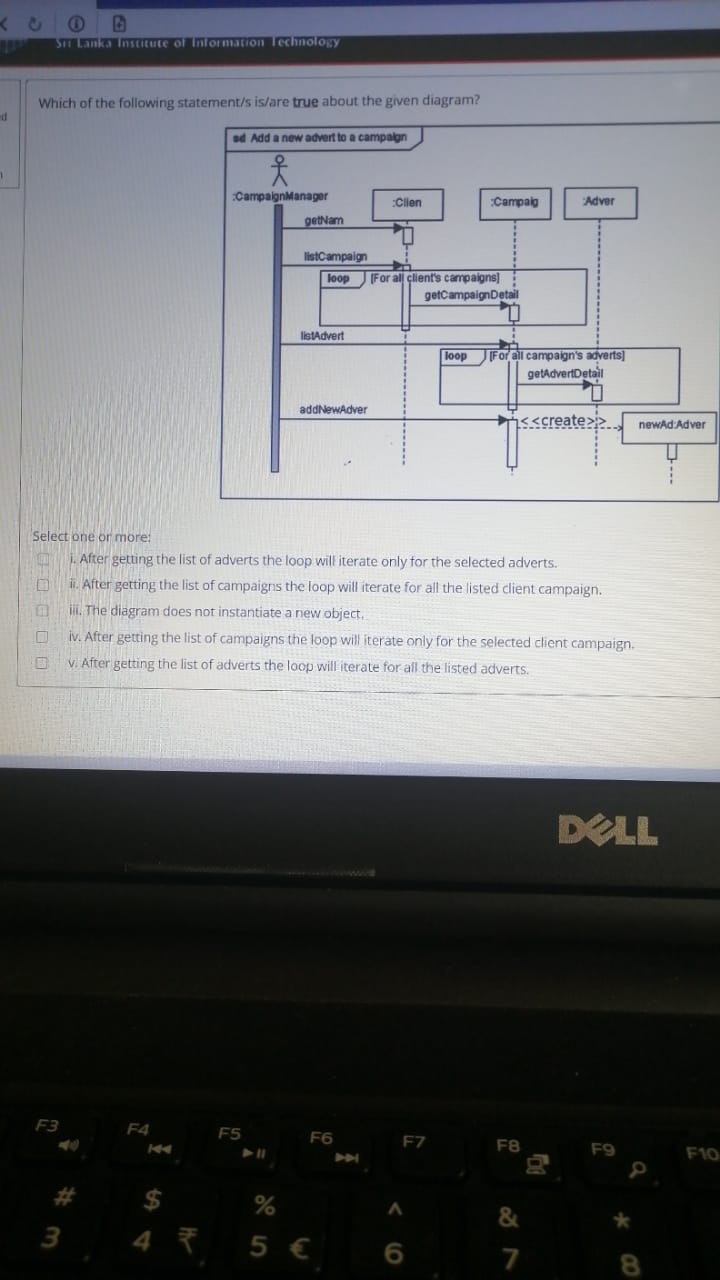 Sri Lanka Institute of Information Technology
Which of the following statement/s is/are true about the given diagram?
sd Add a new advert to a campaign
:CampaignManager
:Clien
:Campaig
:Adver
getNam
listCampaign
loop [For all client's campaigns]
getCampaignDetail
listAdvert
loop [For all campaign's adverts]
getAdvertDetail
addNewAdver
<<create>>
newAd:Adver
Select one or more:
i. After getting the list of adverts the loop will iterate only for the selected adverts.
ii. After getting the list of campaigns the loop will iterate for all the listed client campaign.
iii. The diagram does not instantiate a new object.
iv. After getting the list of campaigns the loop will iterate only for the selected client campaign.
v. After getting the list of adverts the loop will iterate for all the listed adverts.
DELL
F3 F4 F5 F6 F7 F8 F9 F10
# $ % ^ & *
3 4 ₹ 5 € 6 7 8